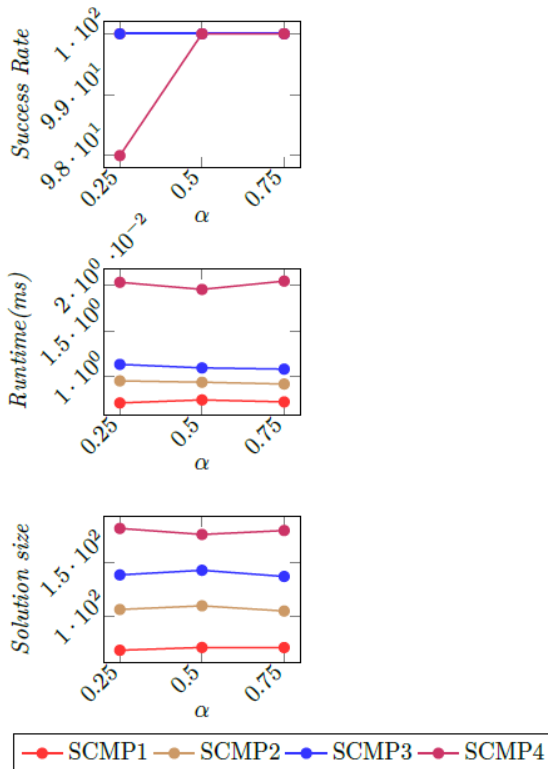 Success Rate
1 · 10²
9.9 · 10¹
9.8 · 10¹
0.25
0.5
0.75
α
·10⁻²
Runtime(ms)
2 · 10⁰
1.5 · 10⁰
1 · 10⁰
0.25
0.5
0.75
α
Solution size
1.5 · 10²
1 · 10²
0.25
0.5
0.75
α
SCMP1 SCMP2 SCMP3 SCMP4